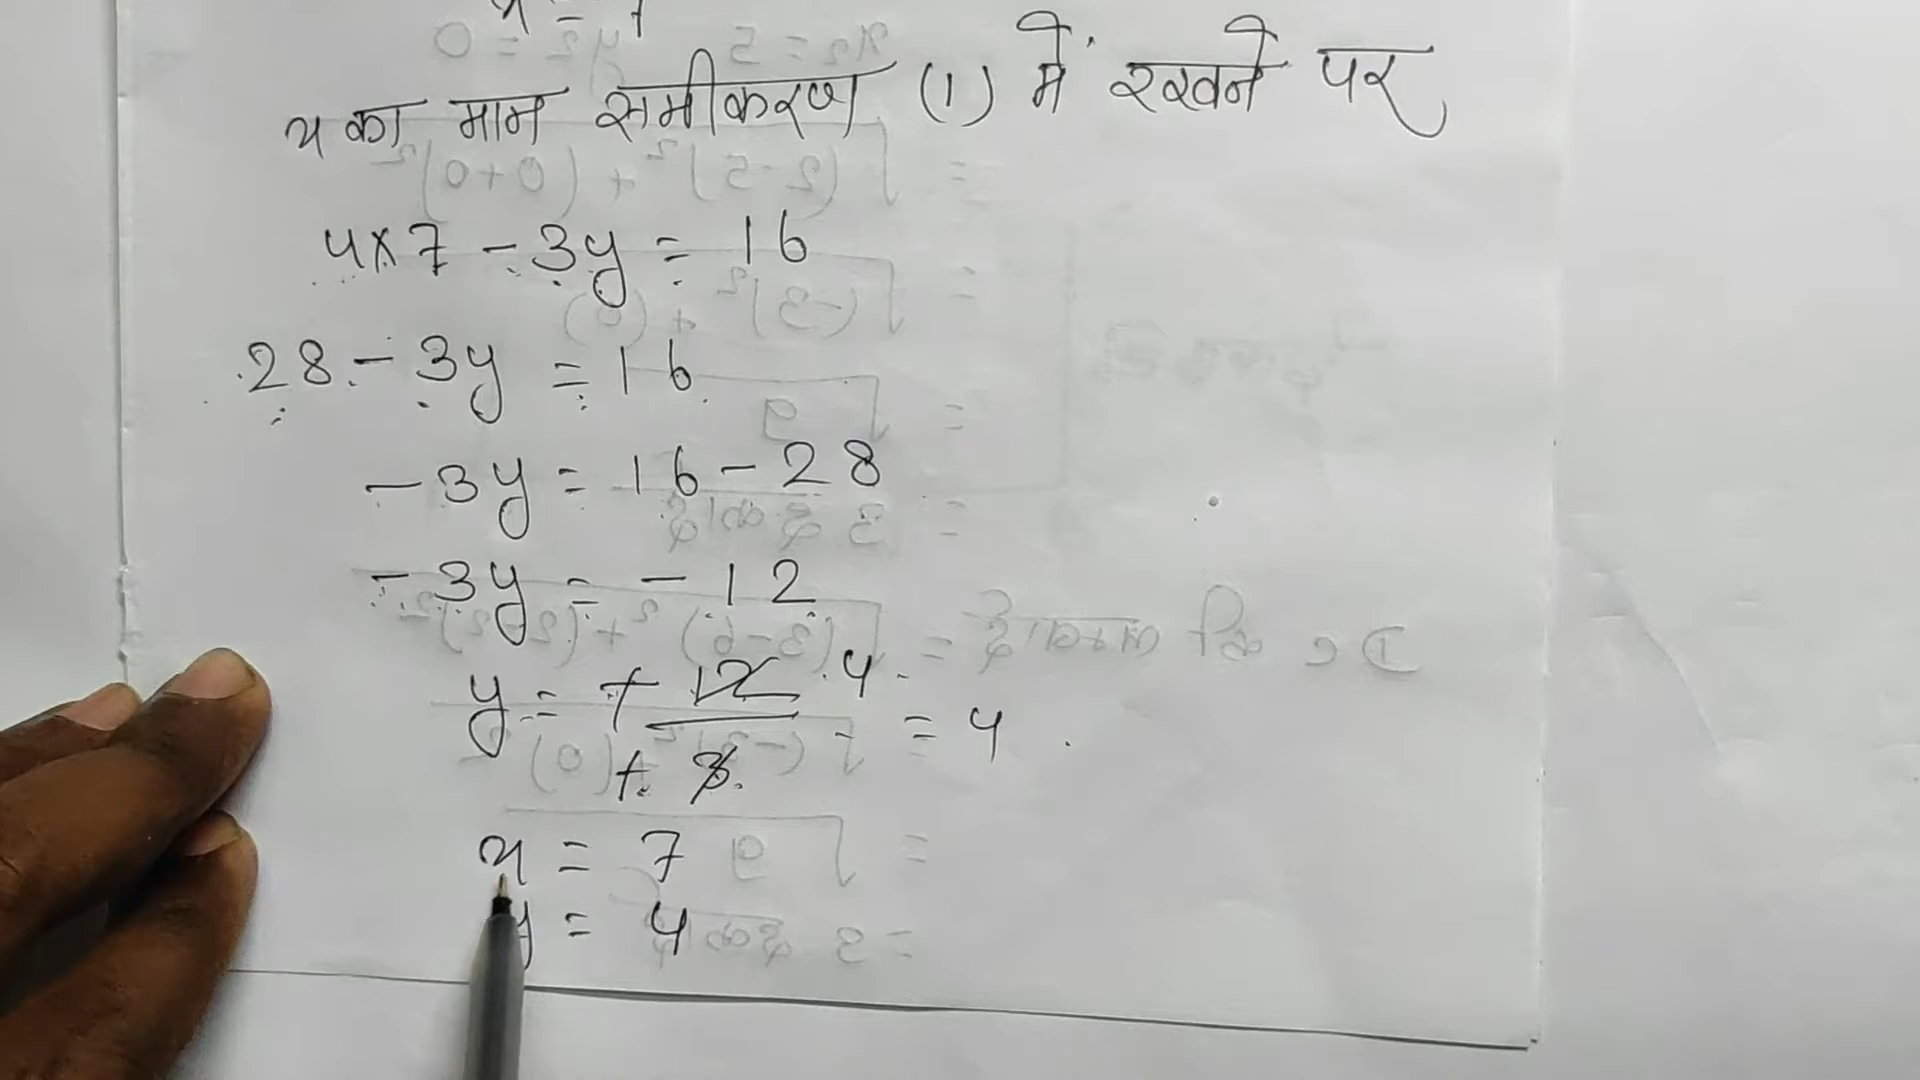 x = 7
x का मान समीकरण (1) में रखने पर
4x7 - 3y = 16
28 - 3y = 16
-3y = 16 - 28
-3y = - 12
y = + 12 4 = 4
+ 3
x = 7
y = 4